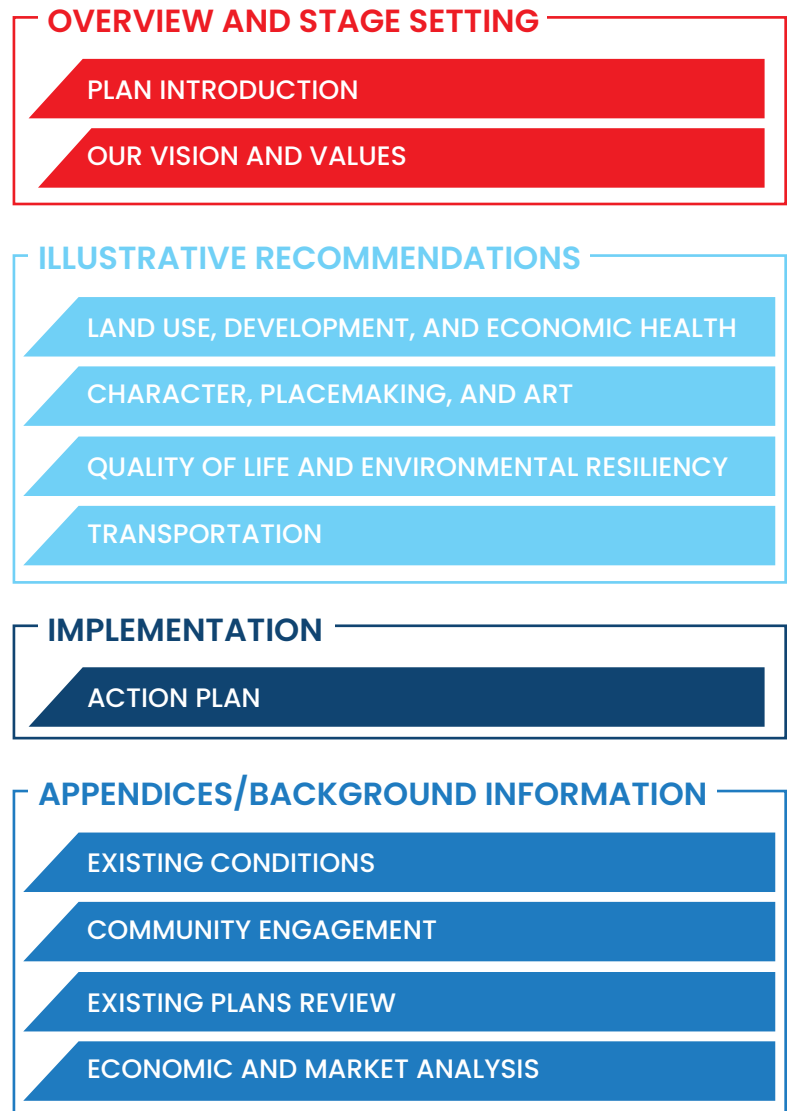 OVERVIEW AND STAGE SETTING
PLAN INTRODUCTION
OUR VISION AND VALUES
ILLUSTRATIVE RECOMMENDATIONS
LAND USE, DEVELOPMENT, AND ECONOMIC HEALTH
CHARACTER, PLACEMAKING, AND ART
QUALITY OF LIFE AND ENVIRONMENTAL RESILIENCY
TRANSPORTATION
IMPLEMENTATION
ACTION PLAN
APPENDICES/BACKGROUND INFORMATION
EXISTING CONDITIONS
COMMUNITY ENGAGEMENT
EXISTING PLANS REVIEW
ECONOMIC AND MARKET ANALYSIS